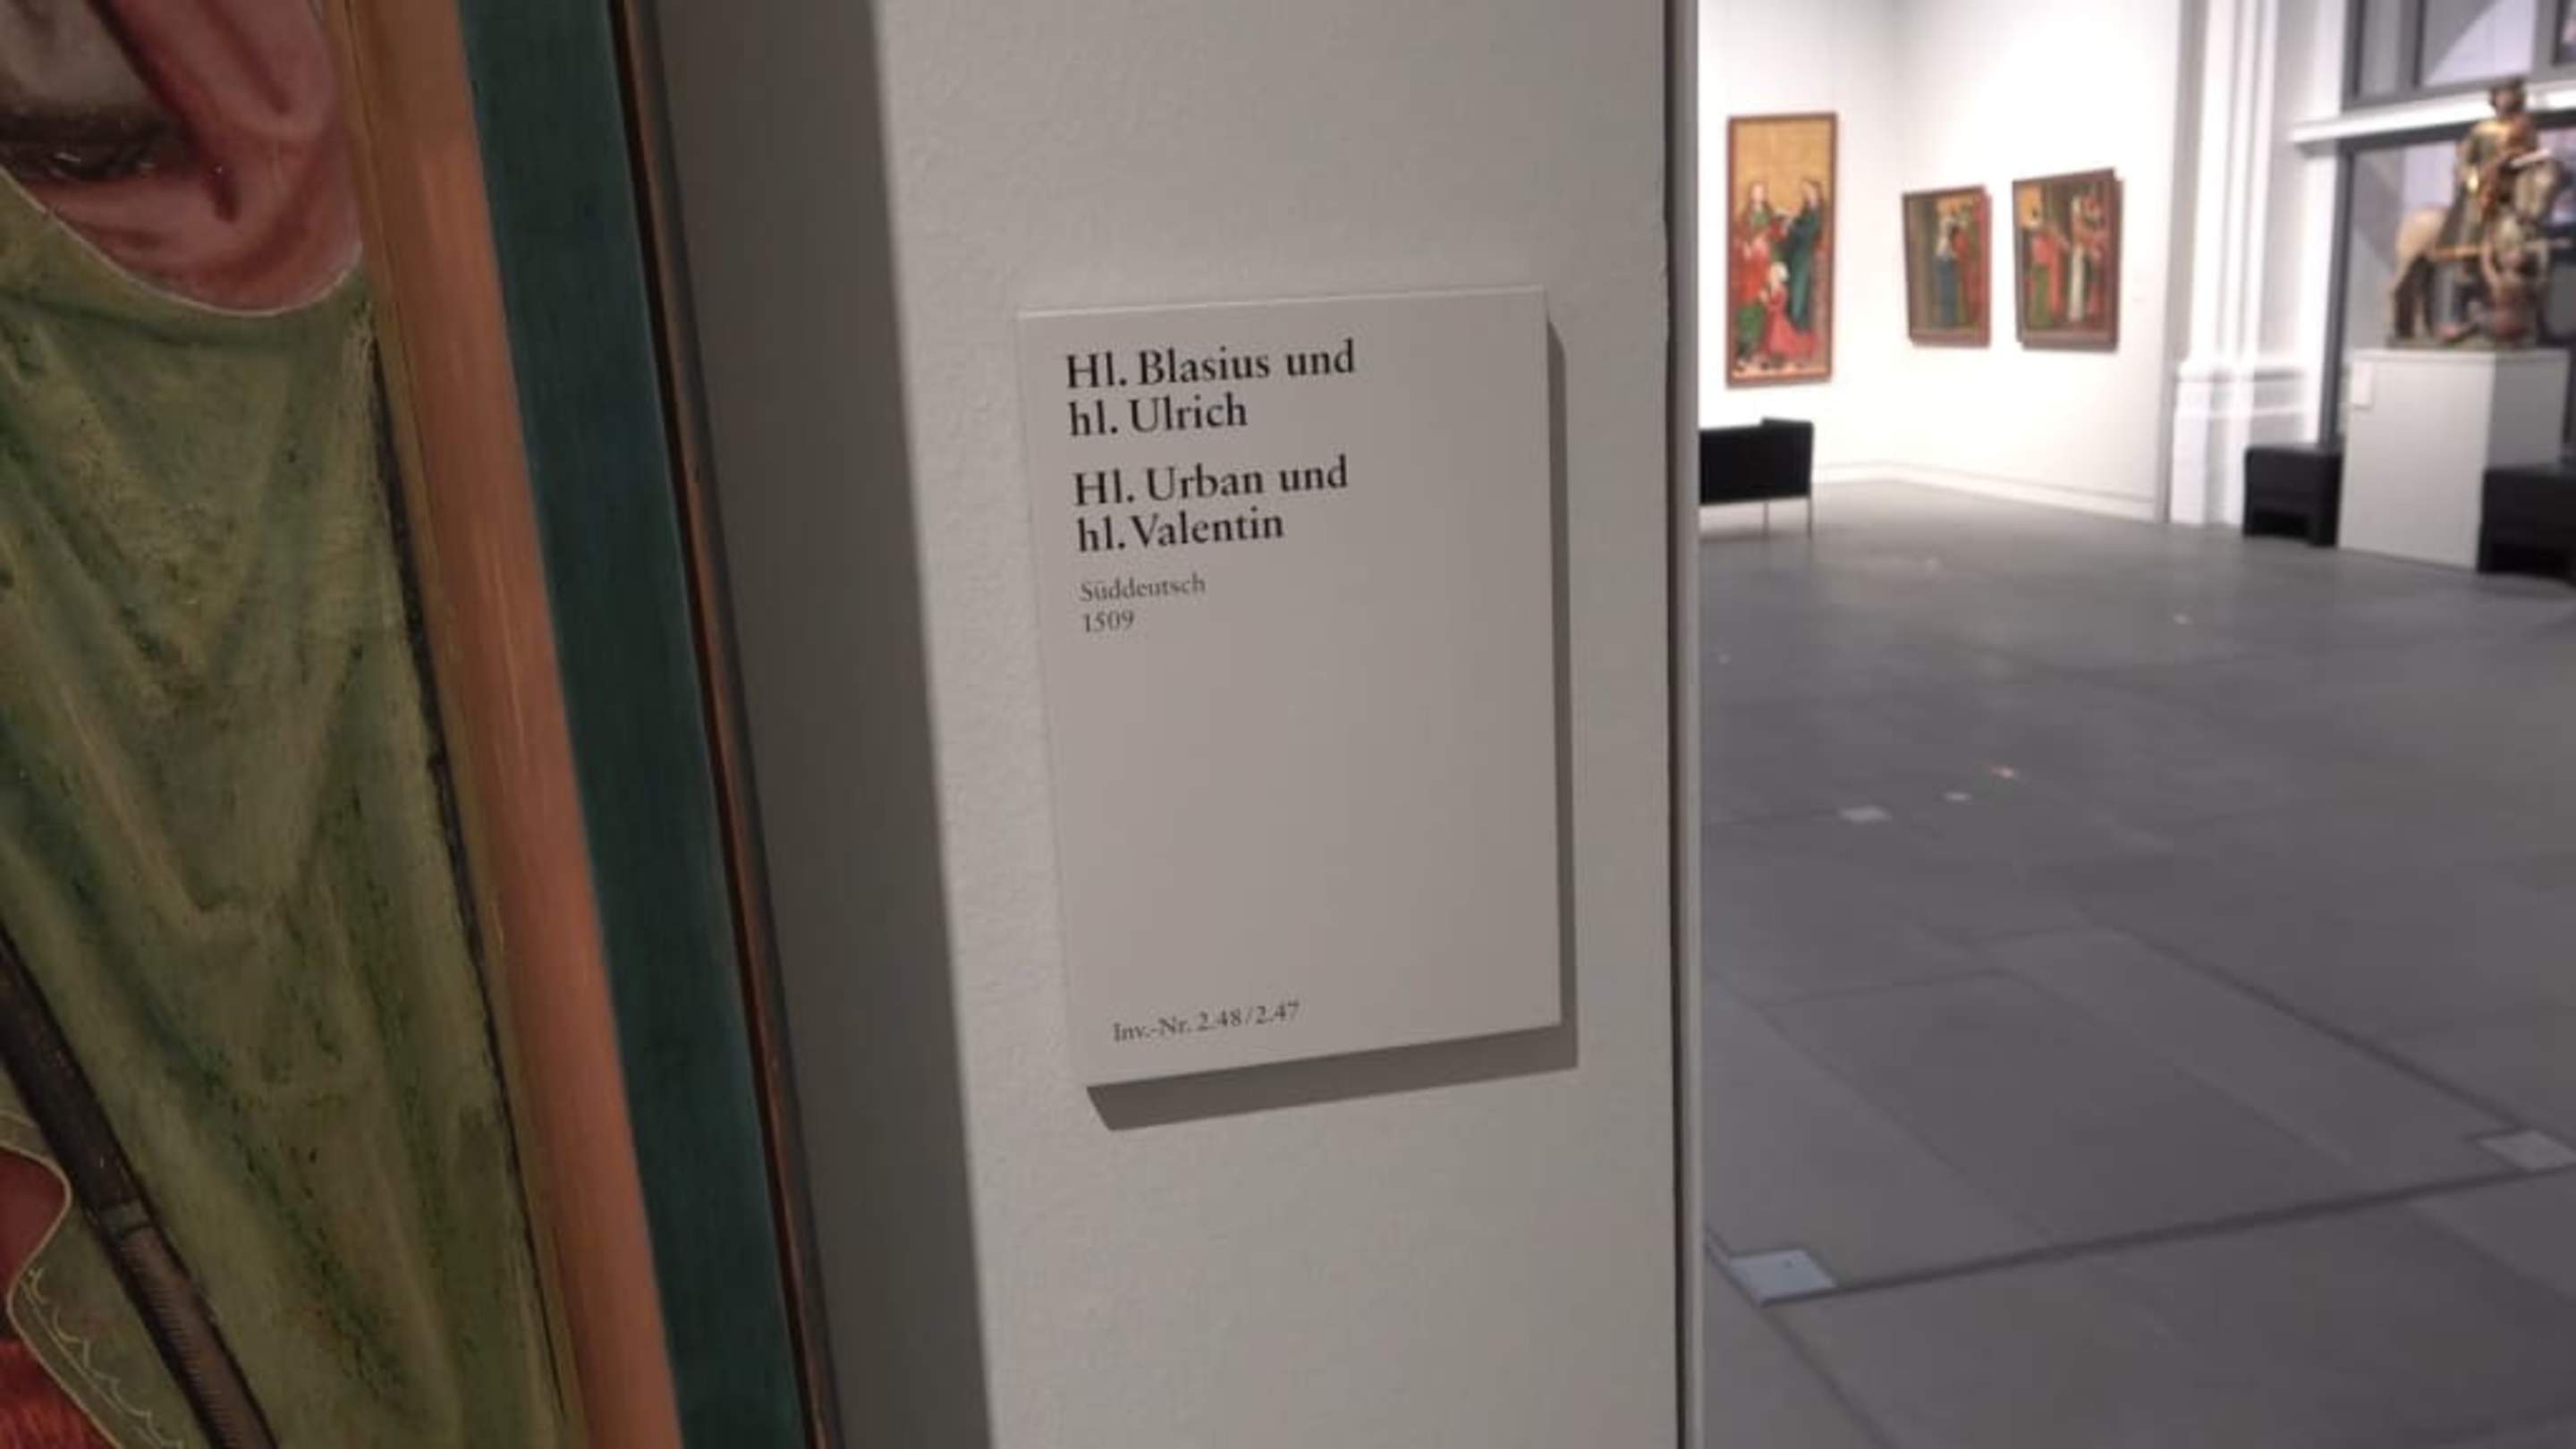 Hl. Blasius und
hl. Ulrich
Hl. Urban und
hl. Valentin
Süddeutsch
1509
Inv.-Nr. 2.48/2.47